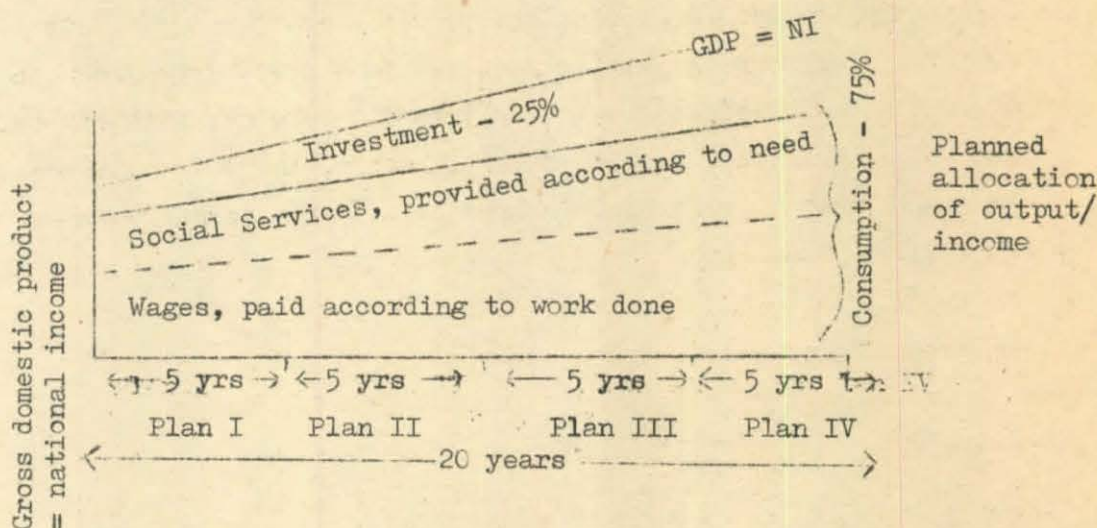 GDP = NI
Investment - 25%
Social Services, provided according to need
Wages, paid according to work done
Consumption - 75%
Planned
allocation
of output/
income
Gross domestic product
= national income
5 yrs 5 yrs 5 yrs 5 yrs
Plan I Plan II Plan III Plan IV
20 years